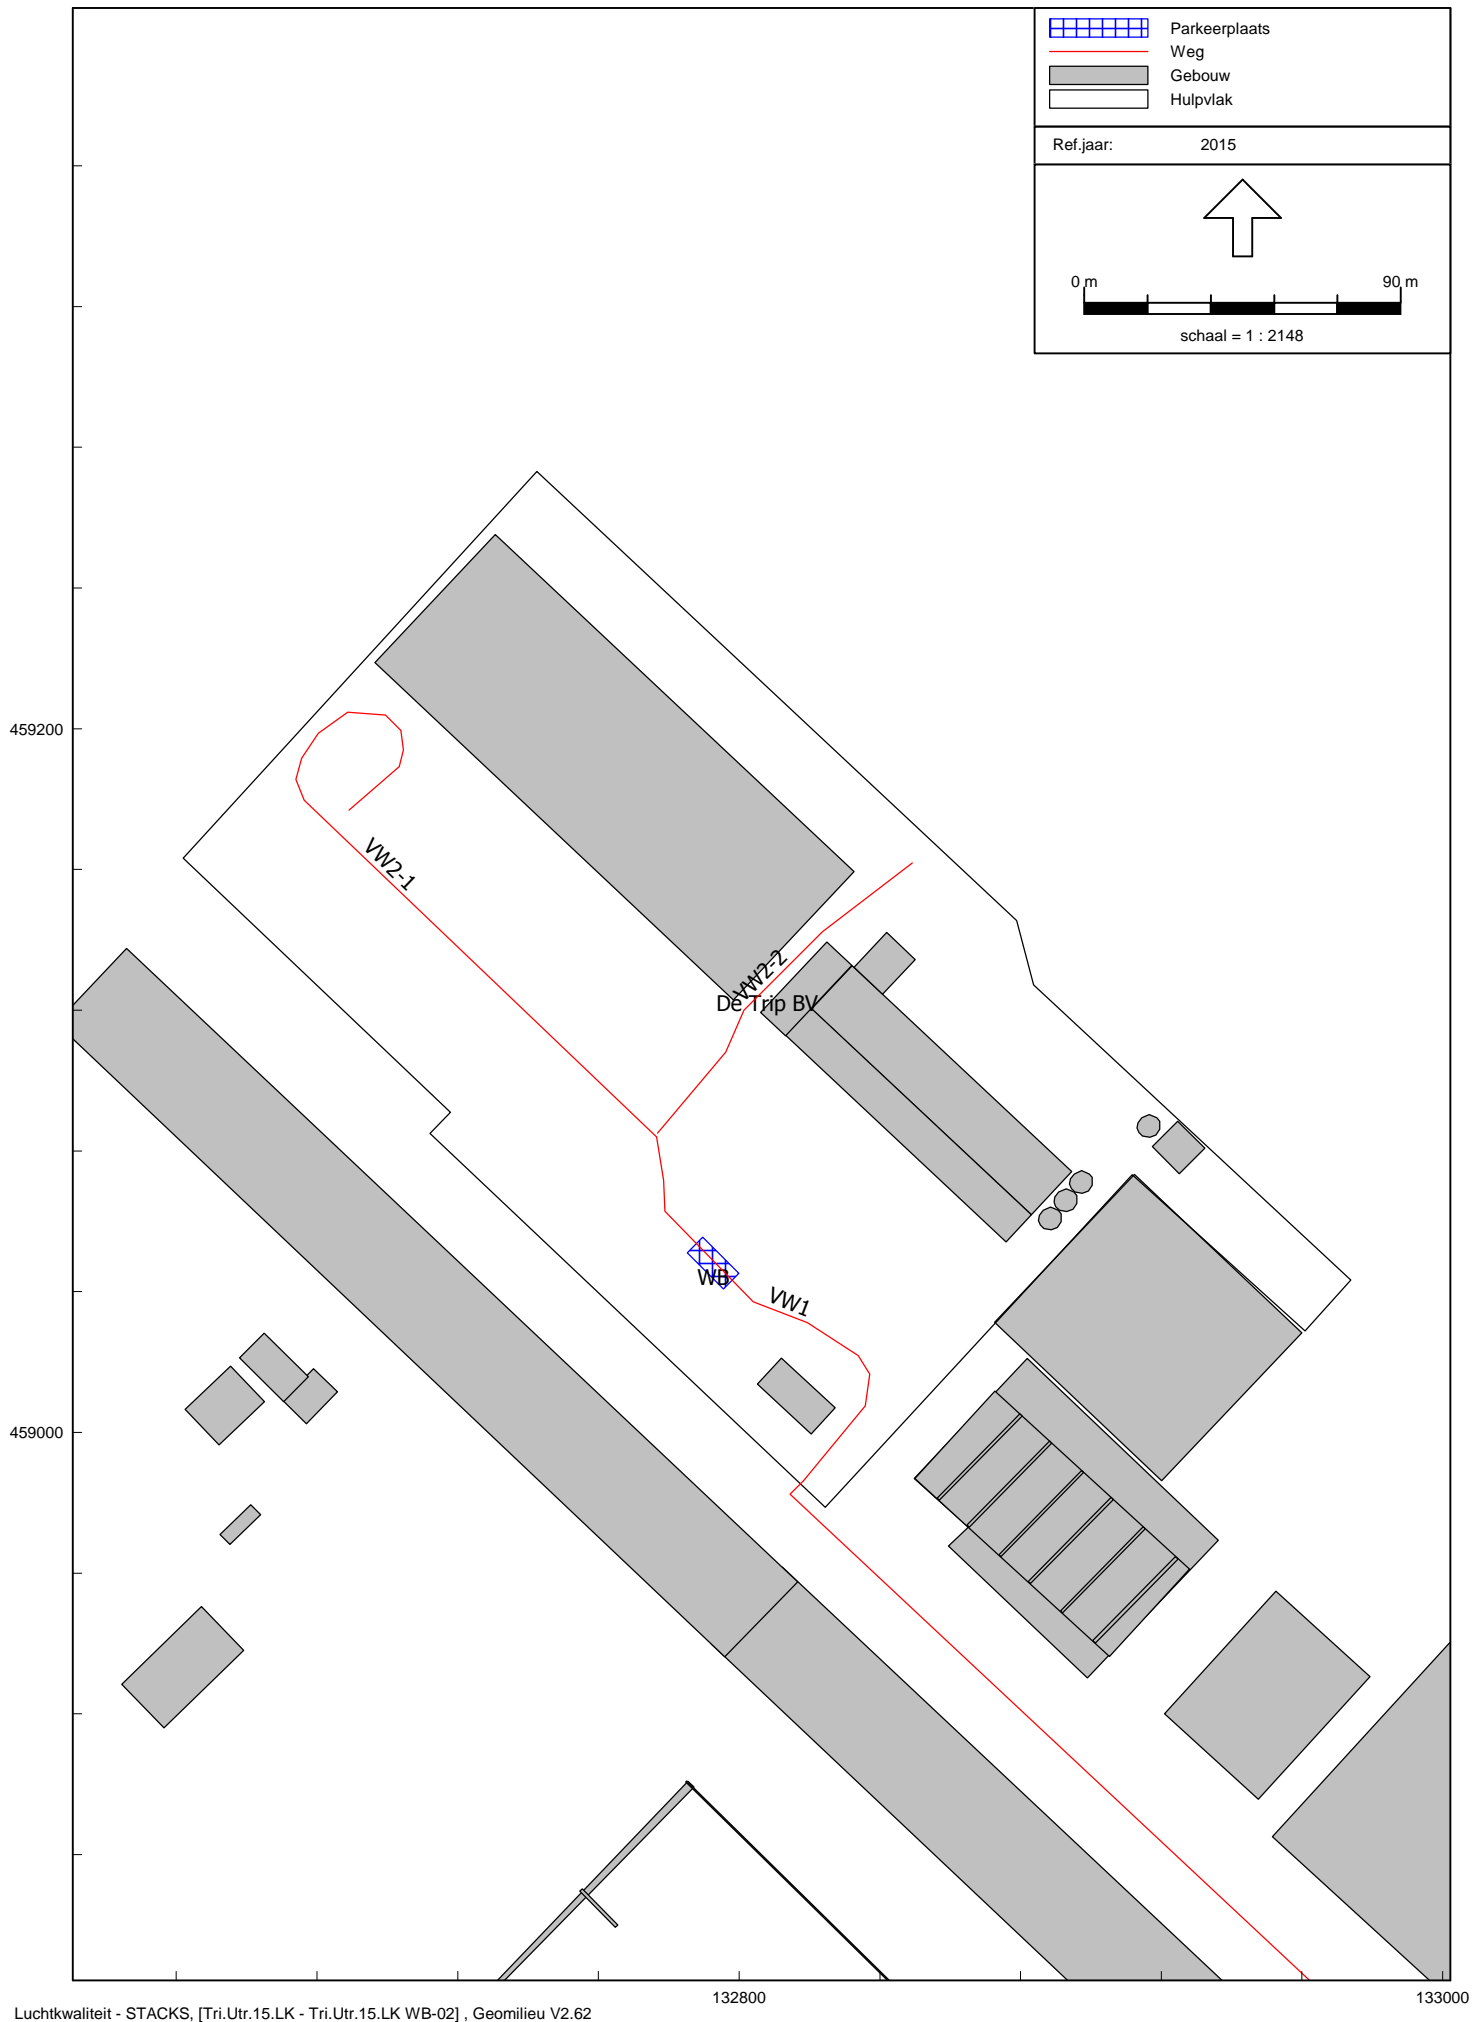 Parkeerplaats
Weg
Gebouw
Hulpvlak
Ref.jaar: 2015
0 m 90 m
schaal = 1 : 2148
459200
VW2-1
VW2-2
De Trip BV
WB
VW1
459000
132800
133000
Luchtkwaliteit - STACKS, [Tri.Utr.15.LK - Tri.Utr.15.LK WB-02] , Geomilieu V2.62